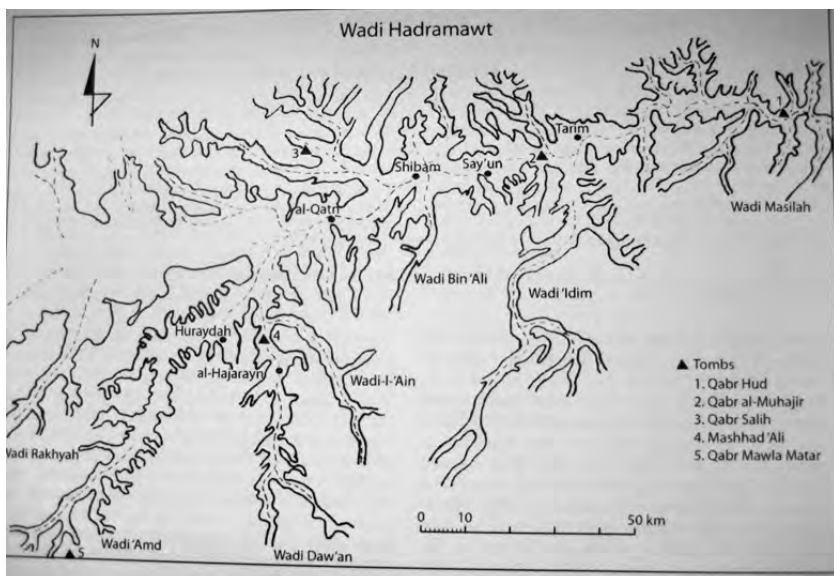 Wadi Hadramawt
N
Tarim
3
2
Shibam
Say'un
al-Qatn
Wadi Masilah
Wadi Bin 'Ali
Wadi 'Idim
Huraydah
4
al-Hajarayn
Wadi-l-'Ain
Tombs
1. Qabr Hud
2. Qabr al-Muhajir
3. Qabr Salih
4. Mashhad 'Ali
5. Qabr Mawla Matar
Wadi Rakhyah
0 10 50 km
Wadi 'Amd
5
Wadi Daw'an